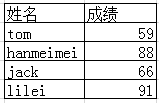 姓名 成绩
tom 59
hanmeimei 88
jack 66
lilei 91